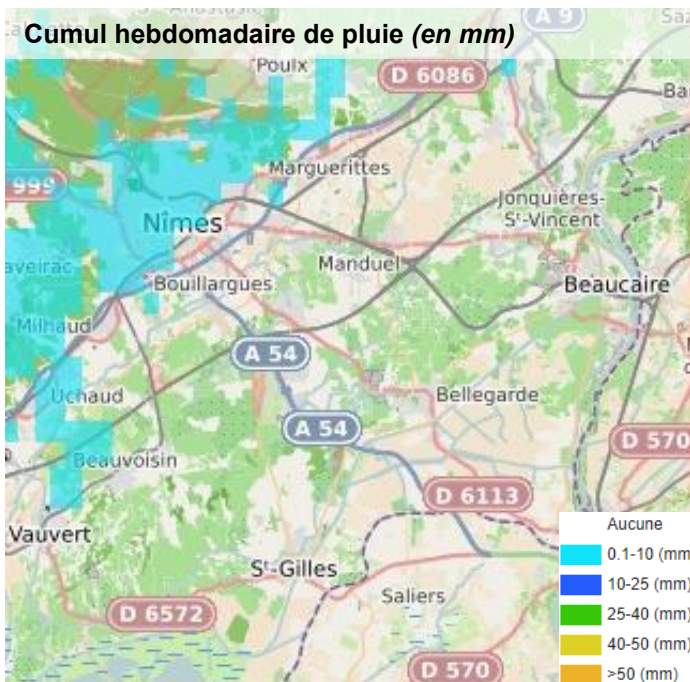 Cumul hebdomadaire de pluie (en mm)
A 9
Poulx
D 6086
999
Marguerittes
Jonquières-
Sᵗ-Vincent
Nîmes
Manduel
aveirac
Bouillargues
Beaucaire
Milhaud
A 54
Uchaud
Bellegarde
A 54
D 570
Beauvoisin
D 6113
Vauvert
Sᵗ-Gilles
Saliers
D 6572
D 570
Aucune
0.1-10 (mm
10-25 (mm)
25-40 (mm)
40-50 (mm)
>50 (mm)